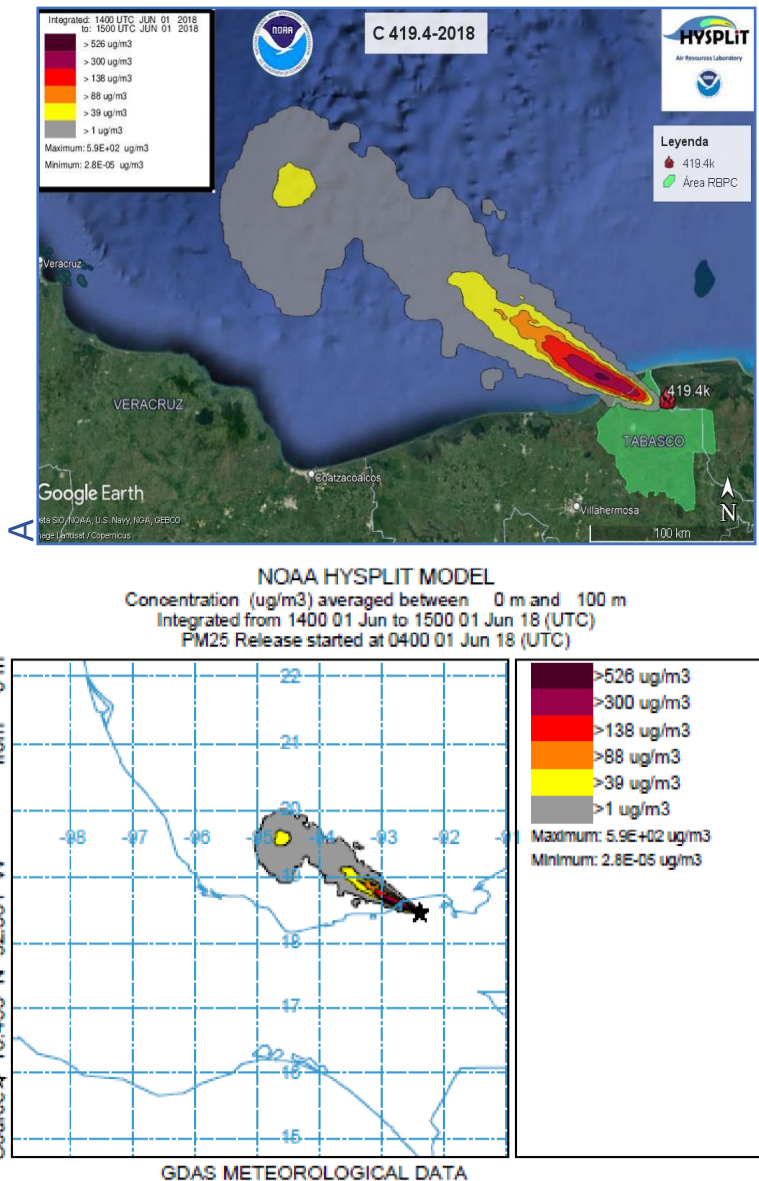 Integrated: 1400 UTC JUN 01 2018
to: 1500 UTC JUN 01 2018
> 526 ug/m3
> 300 ug/m3
> 138 ug/m3
> 88 ug/m3
> 39 ug/m3
> 1 ug/m3
Maximum: 5.9E+02 ug/m3
Minimum: 2.8E-05 ug/m3
NOAA
C 419.4-2018
HYSPLiT
Air Resources Laboratory
Leyenda
419.4k
Área RBPC
Veracruz
VERACRUZ
419.4k
TABASCO
Coatzacoalcos
Villahermosa
Google Earth
SIO, NOAA, U.S. Navy, NGA, GEBCO
Landsat / Copernicus
N
100 km
A
NOAA HYSPLIT MODEL
Concentration (ug/m3) averaged between 0 m and 100 m
Integrated from 1400 01 Jun to 1500 01 Jun 18 (UTC)
PM25 Release started at 0400 01 Jun 18 (UTC)
22
21
20
-98 -97 -96 -95 -94 -93 -92 -91
19
18
17
16
15
>526 ug/m3
>300 ug/m3
>138 ug/m3
>88 ug/m3
>39 ug/m3
>1 ug/m3
Maximum: 5.9E+02 ug/m3
Minimum: 2.8E-05 ug/m3
GDAS METEOROLOGICAL DATA